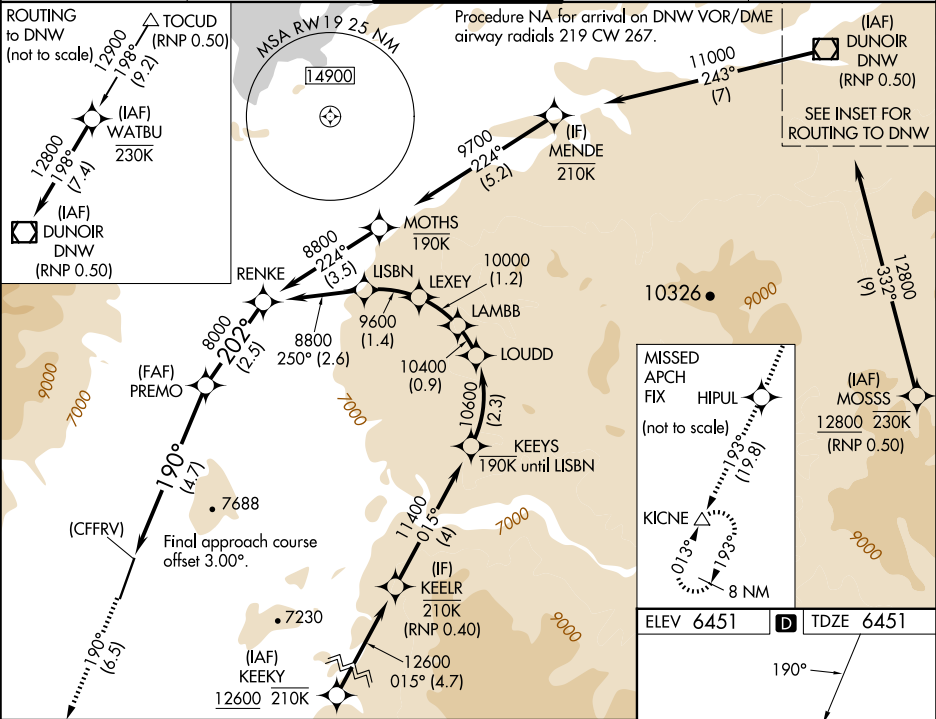 ROUTING
to DNW
(not to scale)
TOCUD
(RNP 0.50)
12900
198°
(9.2)
(IAF)
WATBU
230K
12800
198°
(7.4)
(IAF)
DUNOIR
DNW
(RNP 0.50)
MSA RW19 25 NM
14900
Procedure NA for arrival on DNW VOR/DME
airway radials 219 CW 267.
(IAF)
DUNOIR
DNW
(RNP 0.50)
SEE INSET FOR
ROUTING TO DNW
11000
243°
(7)
(IF)
MENDE
210K
9700
224°
(5.2)
MOTHS
190K
8800
224°
(3.5)
RENKE
LISBN
LEXEY
10000
(1.2)
LAMBB
9600
(1.4)
8800
250° (2.6)
10400
(0.9)
LOUDD
10600
(2.3)
KEEYS
190K until LISBN
8000
202°
(2.5)
(FAF)
PREMO
9000
7000
7000
10326
9000
12800
332°
(9)
(IAF)
MOSSS
12800 230K
(RNP 0.50)
MISSED
APCH
FIX
HIPUL
(not to scale)
193°
(19.8)
KICNE
013°
193°
8 NM
190°
(4.7)
7688
(CFFRV)
Final approach course
offset 3.00°.
11400
015°
(4)
7000
9000
(IF)
KEELR
210K
(RNP 0.40)
7230
9000
12600
015° (4.7)
(IAF)
KEEKY
12600 210K
190°
(6.5)
ELEV 6451
D
TDZE 6451
190°